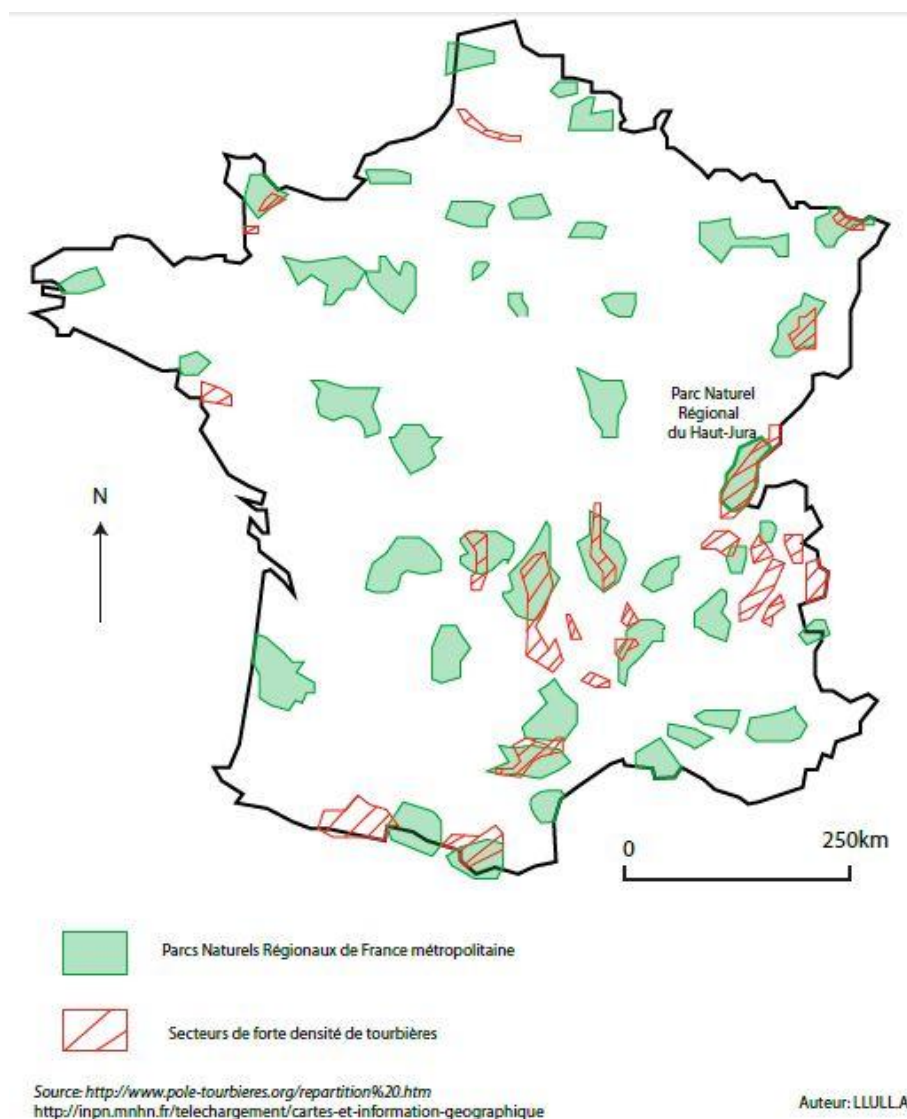 Parc Naturel
Régional
du Haut-Jura
N
0 250km
Parcs Naturels Régionaux de France métropolitaine
Secteurs de forte densité de tourbières
Source: http://www.pole-tourbieres.org/repartition%20.htm
http://inpn.mnhn.fr/telechargement/cartes-et-information-geographique
Auteur: LLULL.A